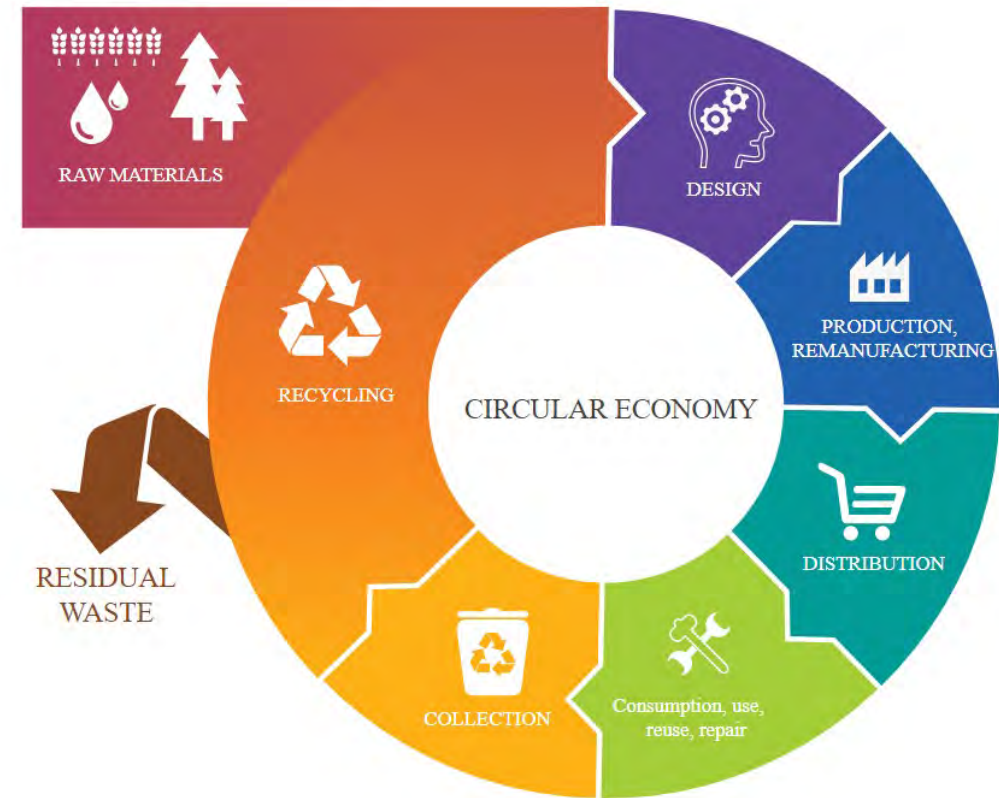 RAW MATERIALS
DESIGN
PRODUCTION,
REMANUFACTURING
RECYCLING
CIRCULAR ECONOMY
DISTRIBUTION
RESIDUAL
WASTE
COLLECTION
Consumption, use,
reuse, repair